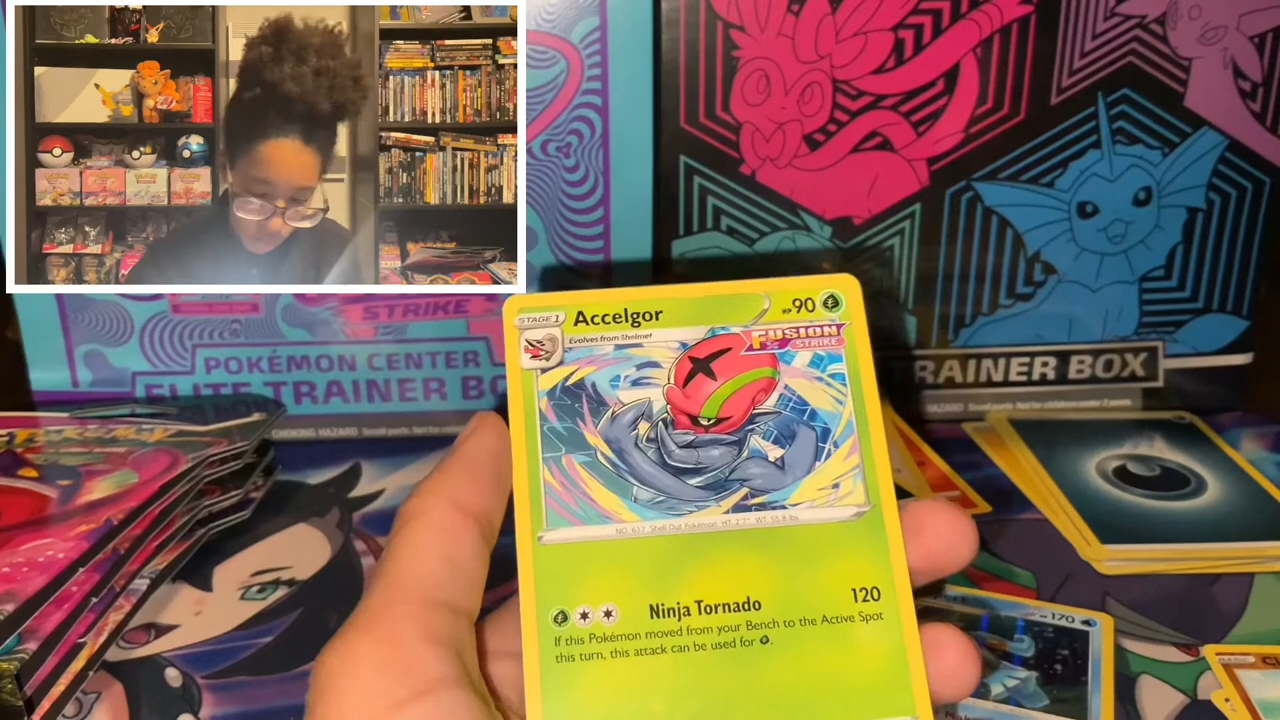 STRIKE
POKÉMON CENTER
ELITE TRAINER BO
CHOKING HAZARD
TRAINER BOX
STAGE 1
Accelgor
HP 90
Evolves from Shelmet
FUSION
STRIKE
NO. 617 Shell Out Pokémon HT: 2'7" WT: 55.8 lbs.
Ninja Tornado 120
If this Pokémon moved from your Bench to the Active Spot
this turn, this attack can be used for
170